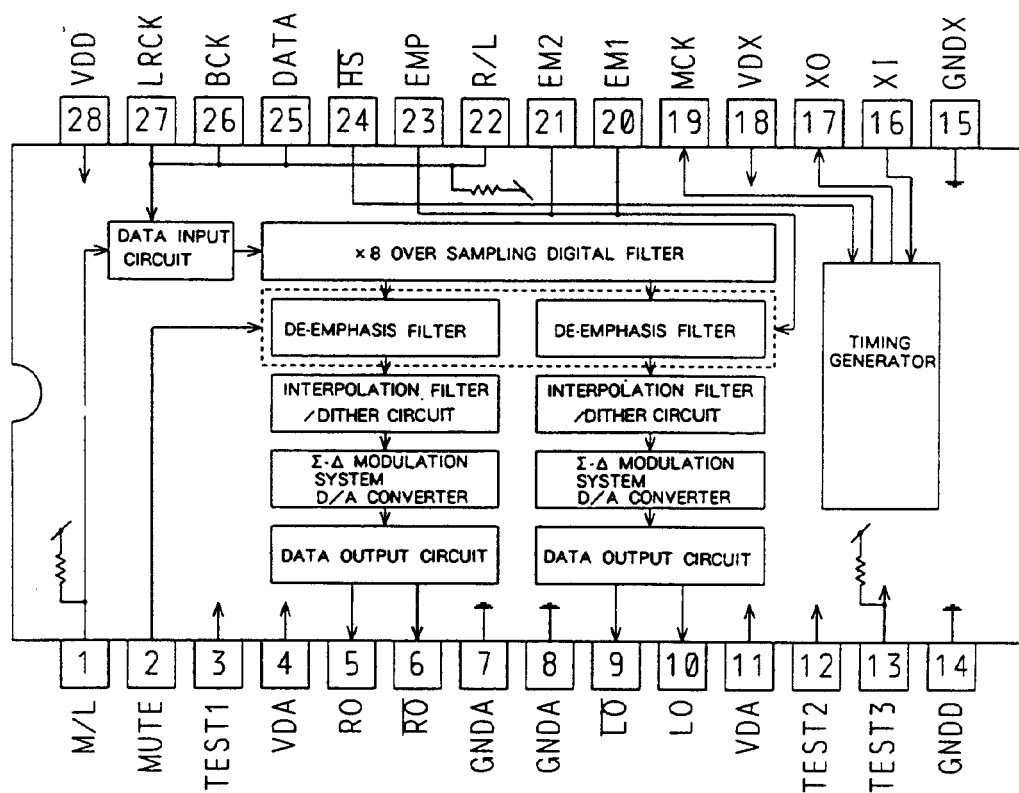 VDD LRCK BCK DATA H̅S̅ EMP R/L EM2 EM1 MCK VDX XO XI GNDX
28 27 26 25 24 23 22 21 20 19 18 17 16 15
DATA INPUT
CIRCUIT
×8 OVER SAMPLING DIGITAL FILTER
DE-EMPHASIS FILTER
DE-EMPHASIS FILTER
TIMING
GENERATOR
INTERPOLATION FILTER
/DITHER CIRCUIT
INTERPOLATION FILTER
/DITHER CIRCUIT
Σ-Δ MODULATION
SYSTEM
D/A CONVERTER
Σ-Δ MODULATION
SYSTEM
D/A CONVERTER
DATA OUTPUT CIRCUIT
DATA OUTPUT CIRCUIT
1 2 3 4 5 6 7 8 9 10 11 12 13 14
M/L MUTE TEST1 VDA RO R̅O̅ GNDA GNDA L̅O̅ LO VDA TEST2 TEST3 GNDD